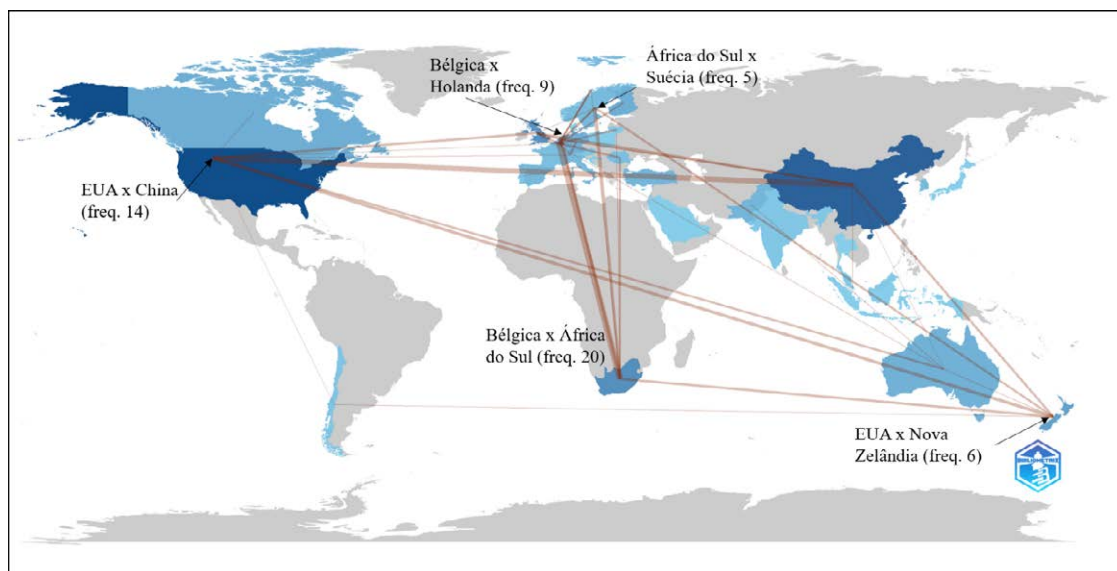 África do Sul x
Suécia (freq. 5)
Bélgica x
Holanda (freq. 9)
EUA x China
(freq. 14)
Bélgica x África
do Sul (freq. 20)
EUA x Nova
Zelândia (freq. 6)
BIBLIOMETRIX